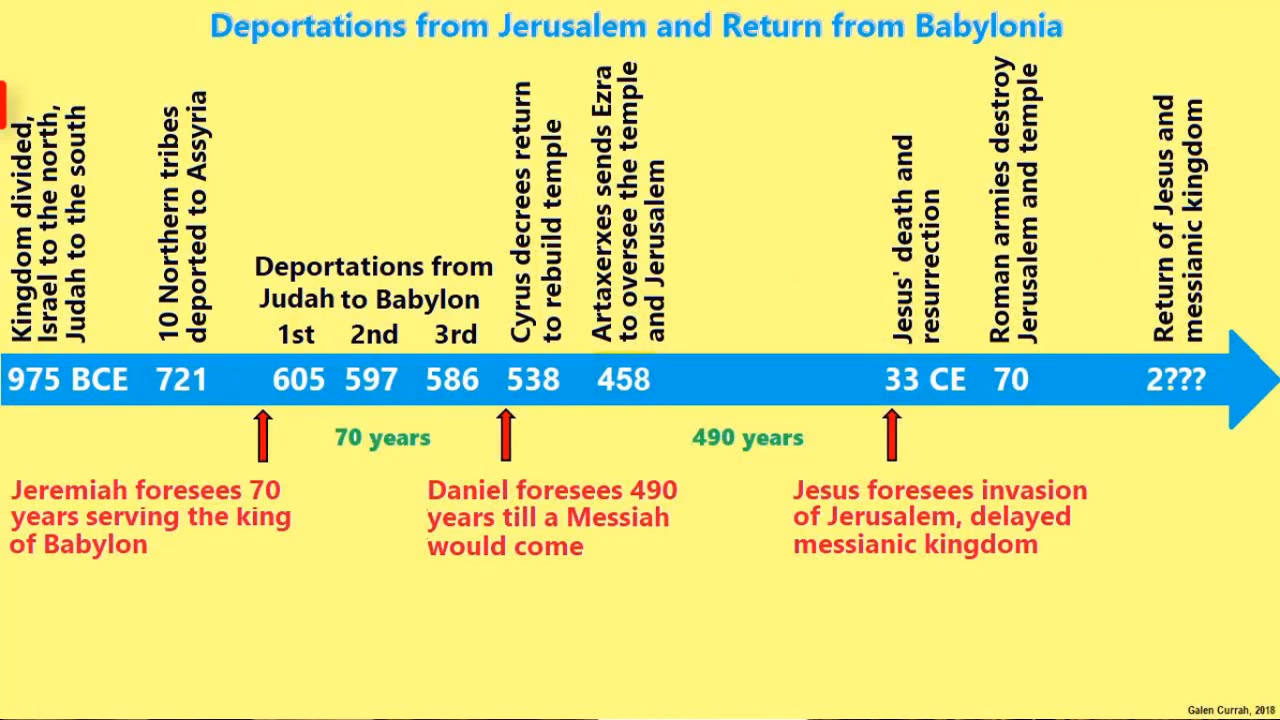 Deportations from Jerusalem and Return from Babylonia
Kingdom divided,
Israel to the north,
Judah to the south
10 Northern tribes
deported to Assyria
Deportations from
Judah to Babylon
1st 2nd 3rd
Cyrus decrees return
to rebuild temple
Artaxerxes sends Ezra
to oversee the temple
and Jerusalem
Jesus' death and
resurrection
Roman armies destroy
Jerusalem and temple
Return of Jesus and
messianic kingdom
975 BCE 721 605 597 586 538 458 33 CE 70 2???
70 years 490 years
Jeremiah foresees 70
years serving the king
of Babylon
Daniel foresees 490
years till a Messiah
would come
Jesus foresees invasion
of Jerusalem, delayed
messianic kingdom
Galen Currah, 2018